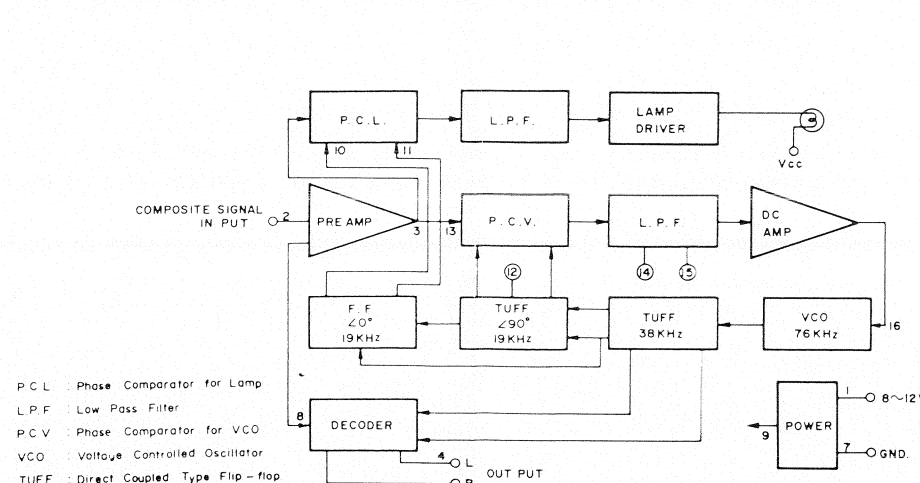 P. C. L.
L. P. F.
LAMP
DRIVER
10
11
Vcc
COMPOSITE SIGNAL
IN PUT
2
PRE AMP
3
13
P. C. V.
L. P. F.
DC
AMP
12
14
15
F. F
∠0°
19KHz
TUFF
∠90°
19KHz
TUFF
38KHz
VCO
76KHz
16
P C L : Phase Comparator for Lamp
L. P. F : Low Pass Filter
P C V : Phase Comparator for VCO
VCO : Voltage Controlled Oscillator
TUFF : Direct Coupled Type Flip-flop
8
DECODER
4
L
OUT PUT
R
POWER
1
8~12V
9
7
GND.